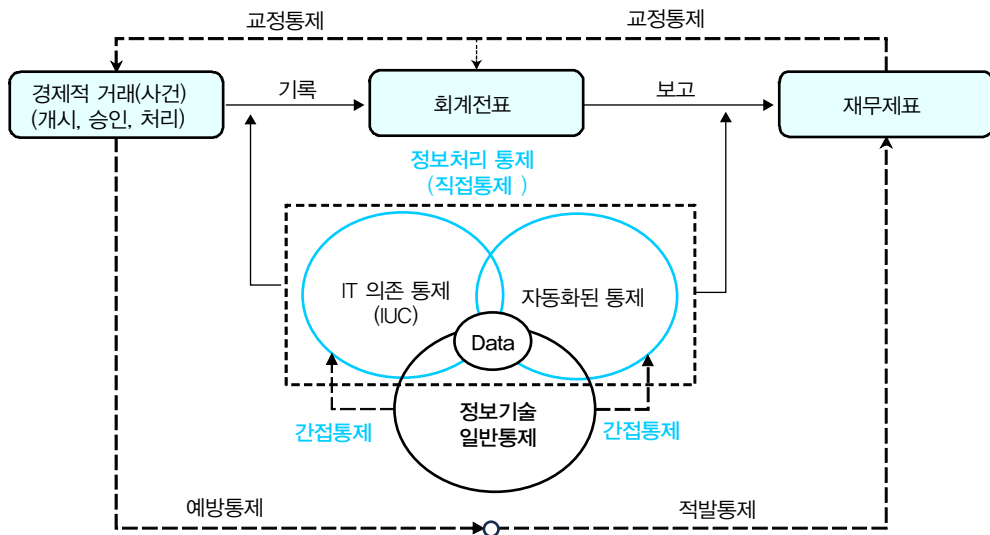 교정통제
교정통제
경제적 거래(사건)
(개시, 승인, 처리)
기록
회계전표
보고
재무제표
정보처리 통제
(직접통제 )
IT 의존 통제
(IUC)
자동화된 통제
Data
정보기술
일반통제
간접통제
간접통제
예방통제
적발통제